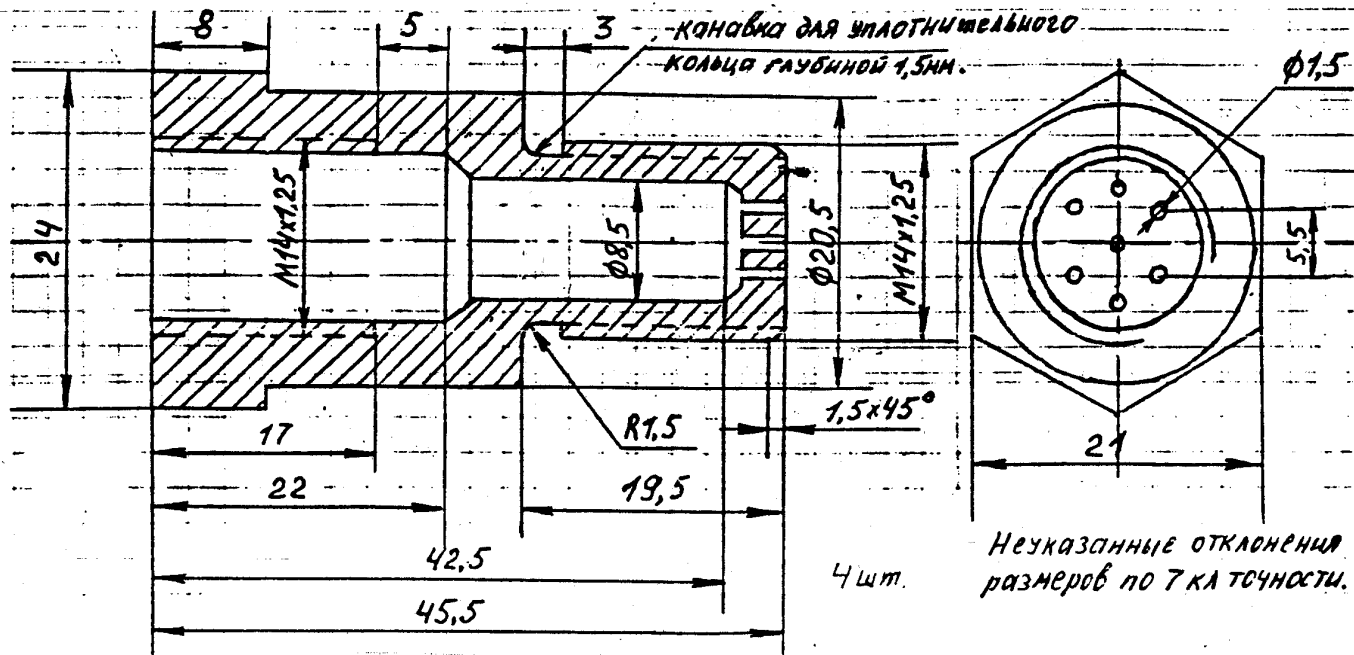 8
5
3
канавка для уплотнительного
кольца глубиной 1,5мм.
ф1,5
24
М14х1,25
ф8,5
ф20,5
М14х1,25
5,5
R1,5
1,5х45°
17
22
19,5
21
42,5
45,5
4 шт.
Неуказанные отклонения
размеров по 7 кл точности.